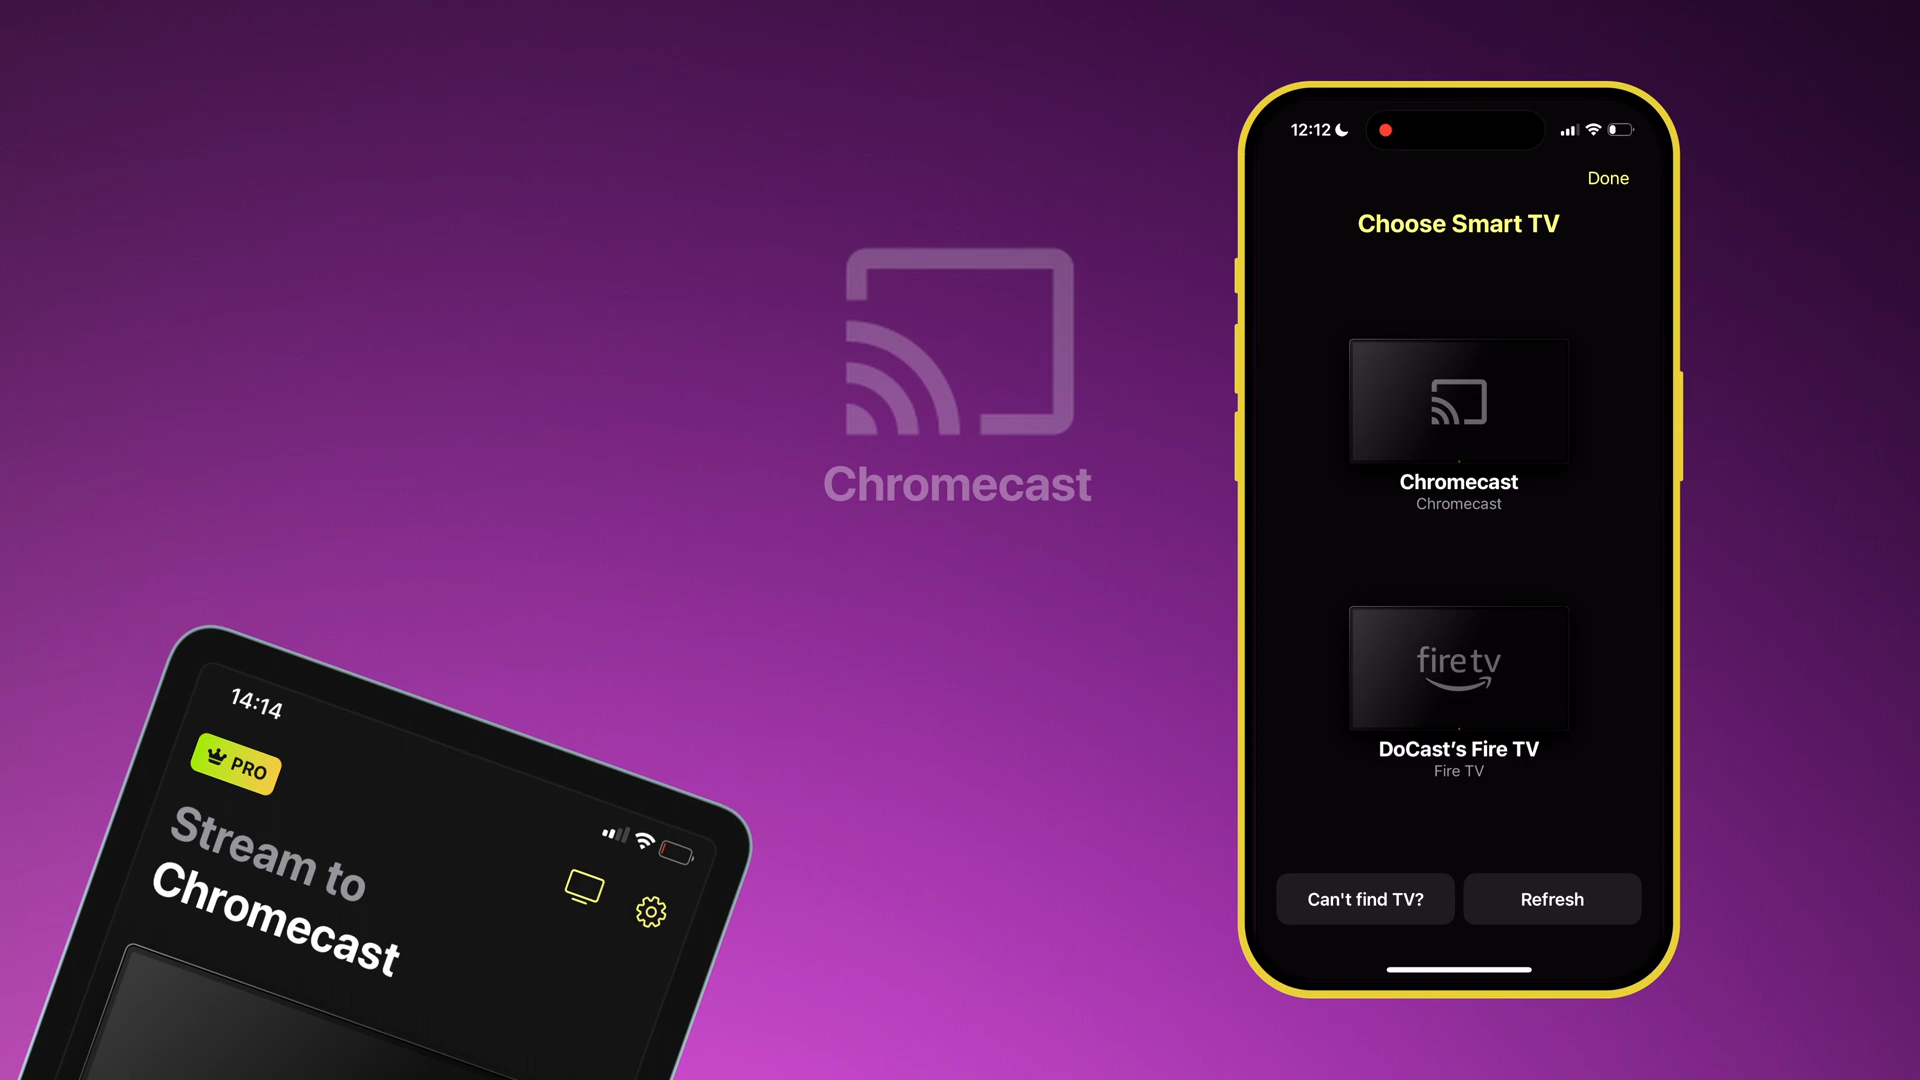 Chromecast
14:14
PRO
Stream to
Chromecast
12:12
Done
Choose Smart TV
Chromecast
Chromecast
fire tv
DoCast’s Fire TV
Fire TV
Can't find TV?
Refresh